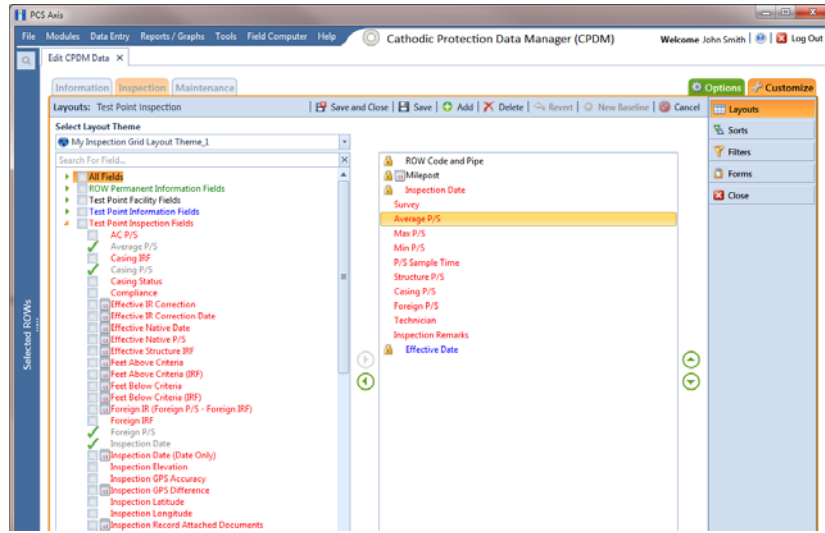 PCS Axis
File Modules Data Entry Reports / Graphs Tools Field Computer Help
Cathodic Protection Data Manager (CPDM)
Welcome John Smith | Log Out
Edit CPDM Data X
Information Inspection Maintenance
Options Customize
Layouts: Test Point Inspection
| Save and Close | Save | Add | Delete | Revert | New Baseline | Cancel
Select Layout Theme
My Inspection Grid Layout Theme_1
Search For Field...
All Fields
ROW Permanent Information Fields
Test Point Facility Fields
Test Point Information Fields
Test Point Inspection Fields
AC P/S
Average P/S
Casing IRF
Casing P/S
Casing Status
Compliance
Effective IR Correction
Effective IR Correction Date
Effective Native Date
Effective Native P/S
Effective Structure IRF
Feet Above Criteria
Feet Above Criteria (IRF)
Feet Below Criteria
Feet Below Criteria (IRF)
Foreign IR (Foreign P/S - Foreign IRF)
Foreign IRF
Foreign P/S
Inspection Date
Inspection Date (Date Only)
Inspection Elevation
Inspection GPS Accuracy
Inspection GPS Difference
Inspection Latitude
Inspection Longitude
Inspection Record Attached Documents
ROW Code and Pipe
Milepost
Inspection Date
Survey
Average P/S
Max P/S
Min P/S
P/S Sample Time
Structure P/S
Casing P/S
Foreign P/S
Technician
Inspection Remarks
Effective Date
Layouts
Sorts
Filters
Forms
Close
Selected ROWs